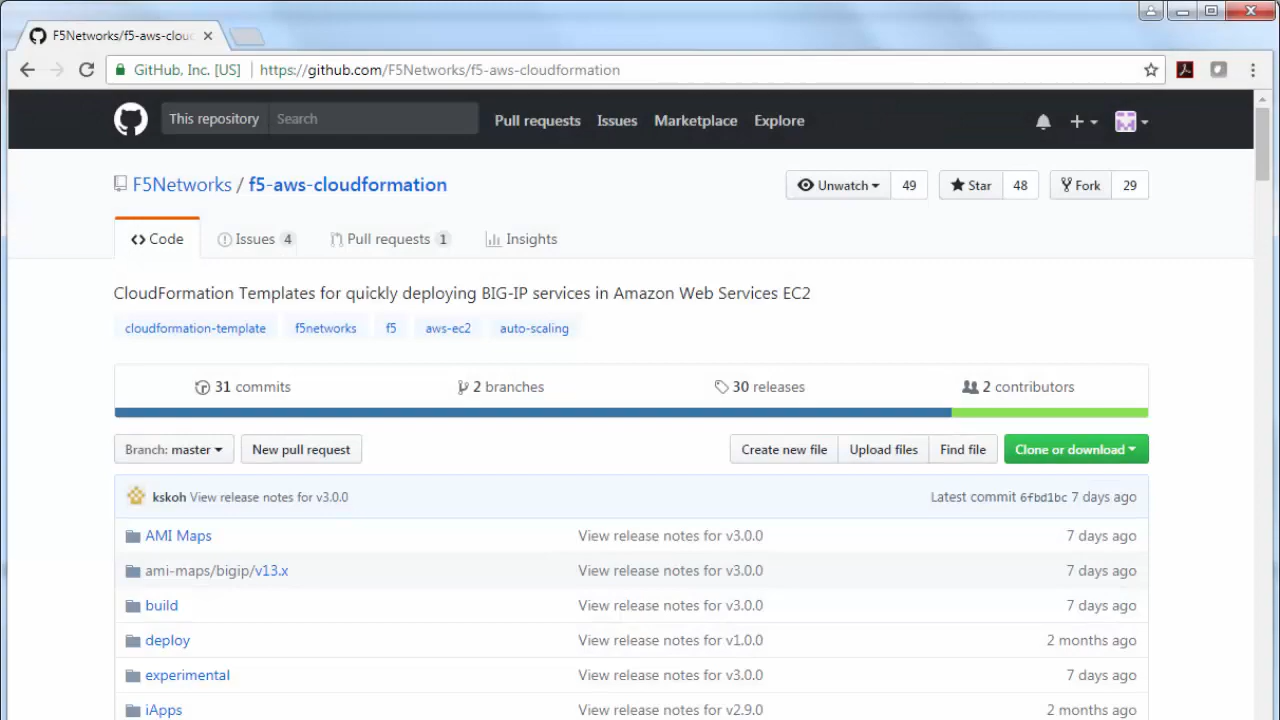 F5Networks/f5-aws-clou
GitHub, Inc. [US] https://github.com/F5Networks/f5-aws-cloudformation
This repository Search Pull requests Issues Marketplace Explore
F5Networks / f5-aws-cloudformation Unwatch 49 Star 48 Fork 29
Code Issues 4 Pull requests 1 Insights
CloudFormation Templates for quickly deploying BIG-IP services in Amazon Web Services EC2
cloudformation-template f5networks f5 aws-ec2 auto-scaling
31 commits 2 branches 30 releases 2 contributors
Branch: master New pull request Create new file Upload files Find file Clone or download
kskoh View release notes for v3.0.0 Latest commit 6fbd1bc 7 days ago
AMI Maps View release notes for v3.0.0 7 days ago
ami-maps/bigip/v13.x View release notes for v3.0.0 7 days ago
build View release notes for v3.0.0 7 days ago
deploy View release notes for v1.0.0 2 months ago
experimental View release notes for v3.0.0 7 days ago
iApps View release notes for v2.9.0 2 months ago